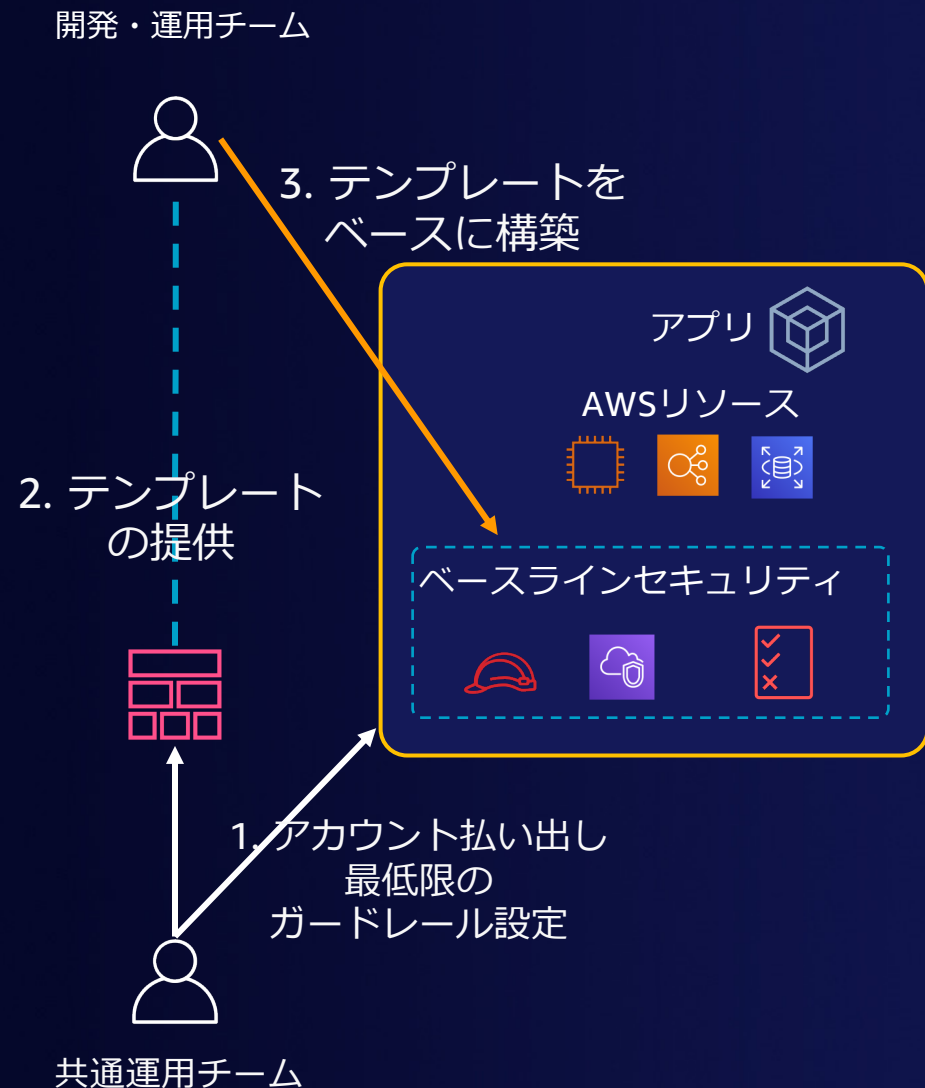 開発・運用チーム
3. テンプレートを
ベースに構築
アプリ
AWSリソース
2. テンプレート
の提供
ベースラインセキュリティ
1. アカウント払い出し
最低限の
ガードレール設定
共通運用チーム